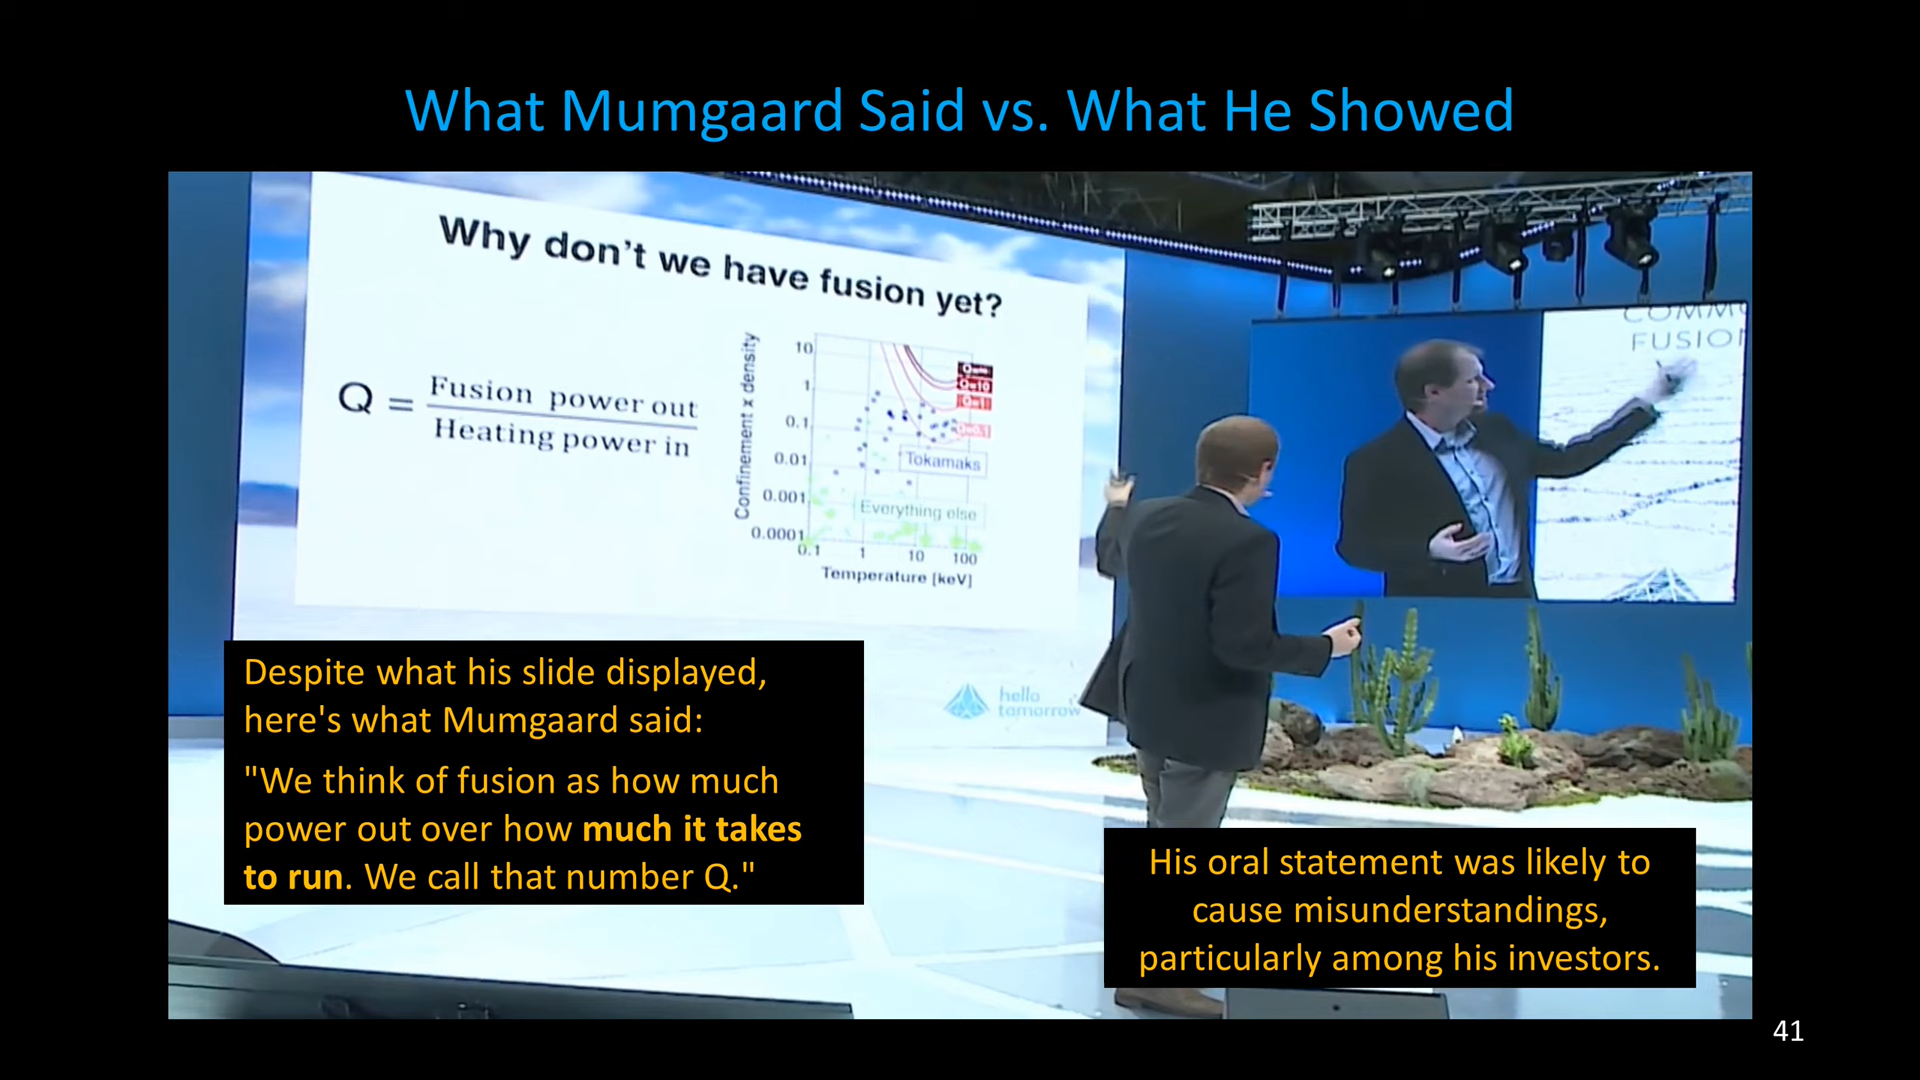 What Mumgaard Said vs. What He Showed
Why don't we have fusion yet?
Q = Fusion power out
Heating power in
Confinement x density
10
1
0.1
0.01
0.001
0.0001
0.1
1
10
100
Temperature [keV]
Q=∞
Q=10
Q=1
Q=0.1
Tokamaks
Everything else
hello
tomorrow
FUSIO
Despite what his slide displayed,
here's what Mumgaard said:
"We think of fusion as how much
power out over how much it takes
to run. We call that number Q."
His oral statement was likely to
cause misunderstandings,
particularly among his investors.
41